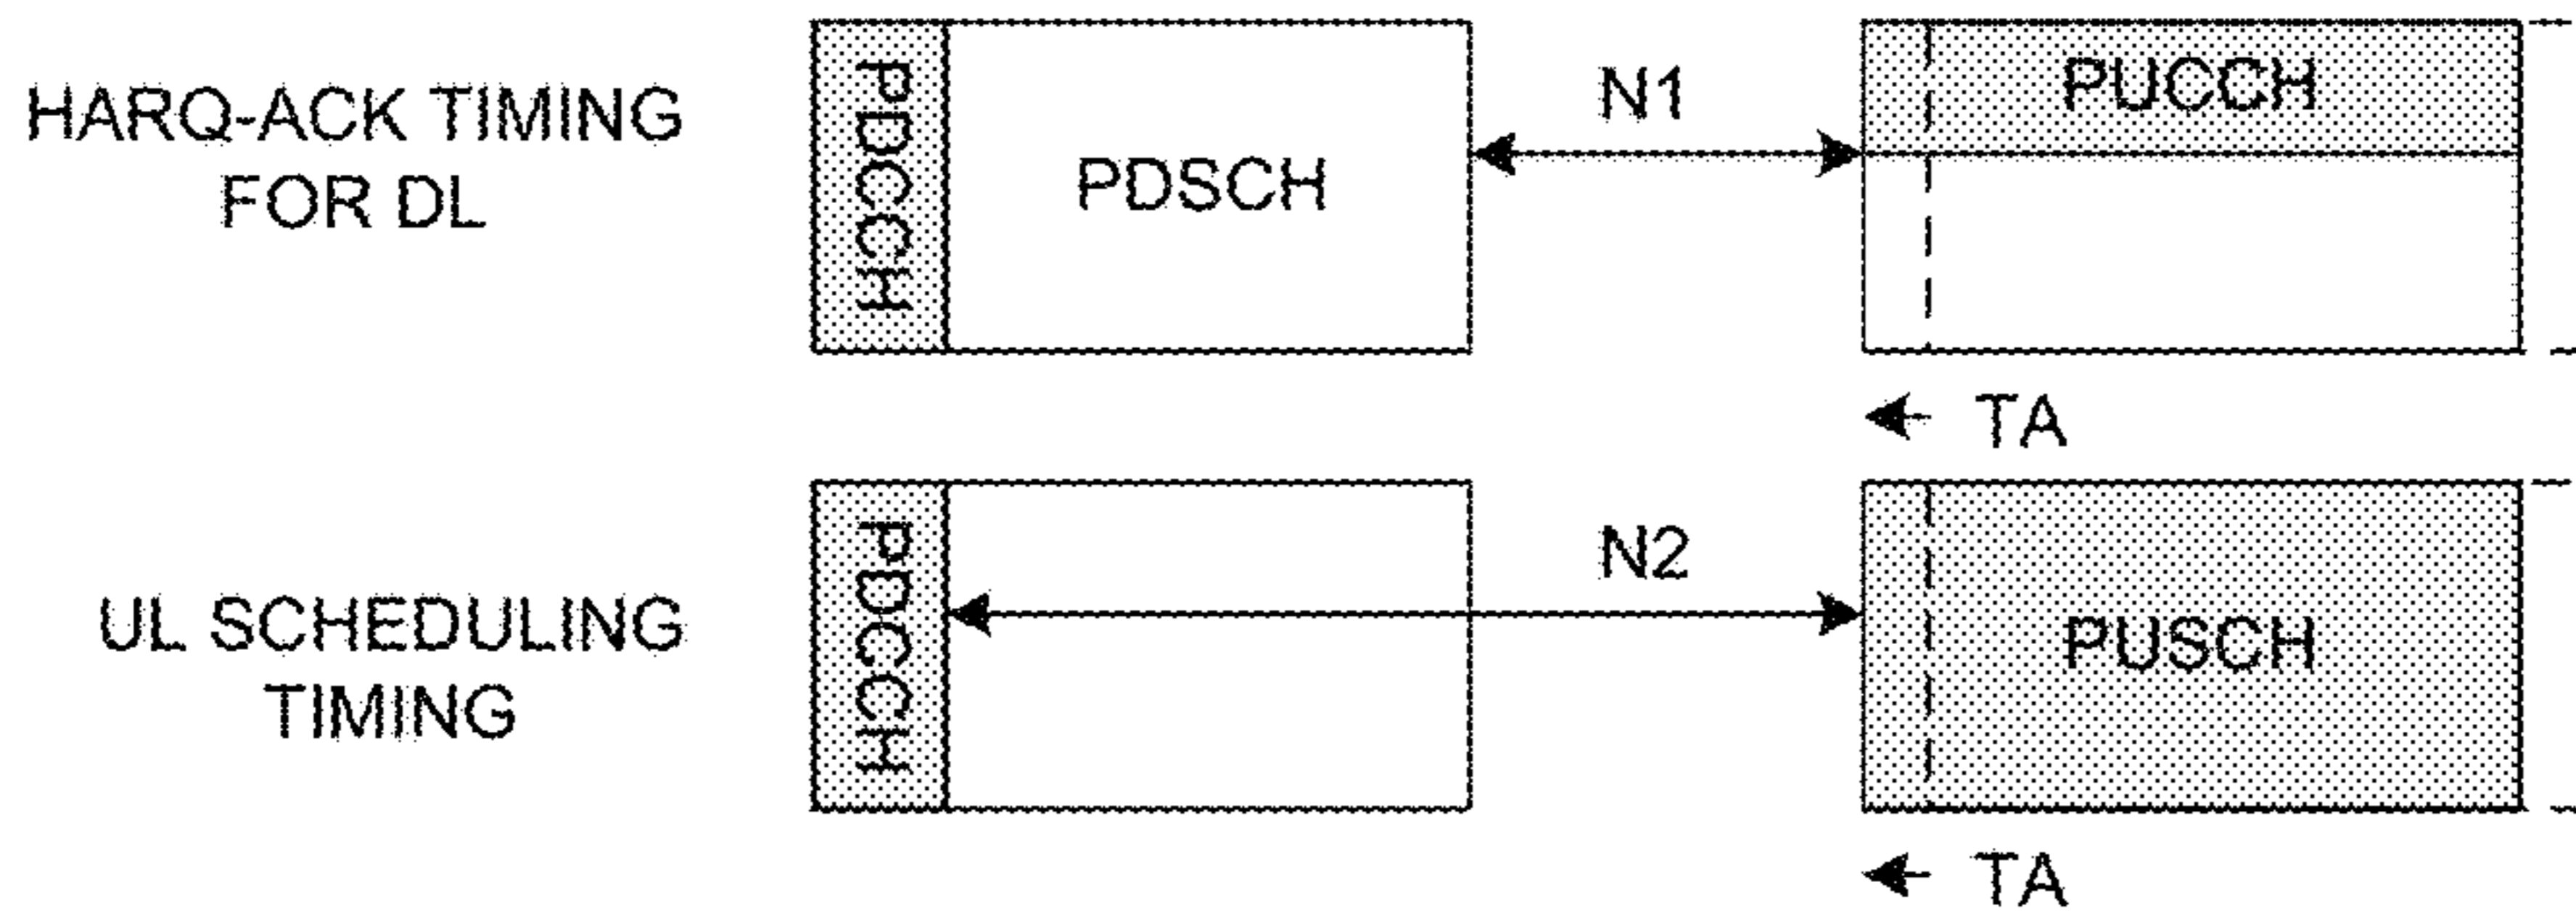 HARQ-ACK TIMING
FOR DL
PDCCH
PDSCH
N1
PUCCH
TA
UL SCHEDULING
TIMING
PDCCH
N2
PUSCH
TA